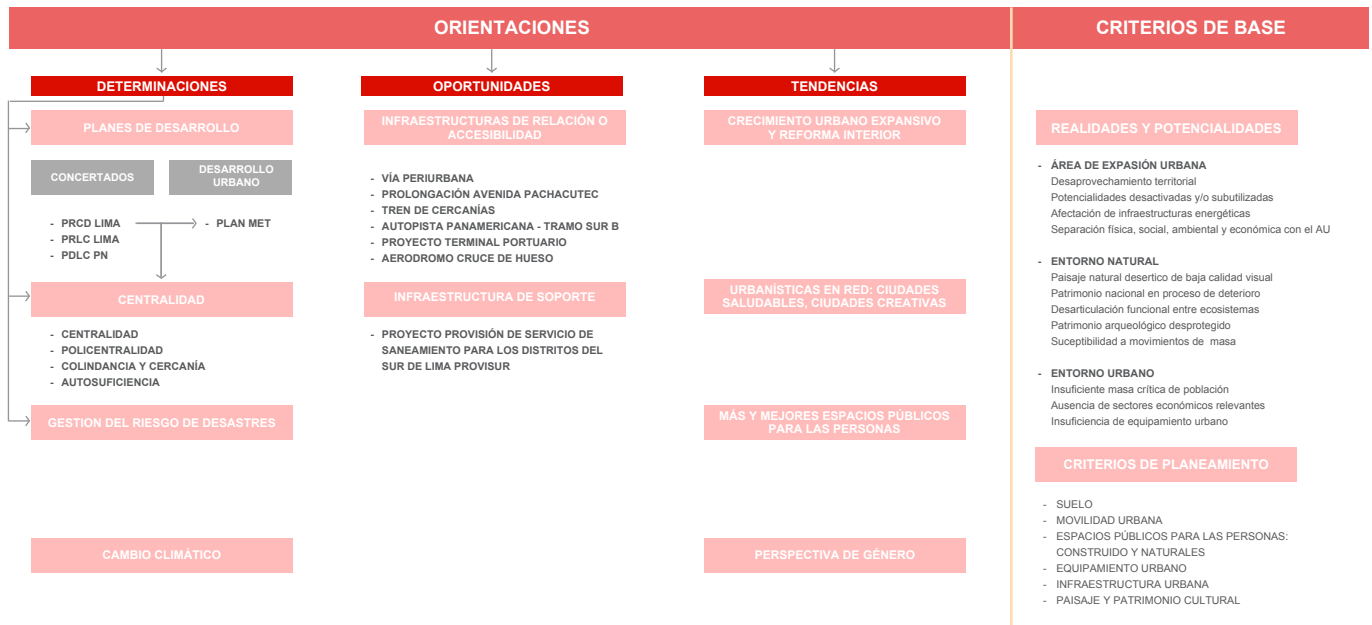 ORIENTACIONES
CRITERIOS DE BASE
DETERMINACIONES
PLANES DE DESARROLLO
CONCERTADOS
DESARROLLO
URBANO
- PRCD LIMA
- PRLC LIMA
- PDLC PN
- PLAN MET
CENTRALIDAD
- CENTRALIDAD
- POLICENTRALIDAD
- COLINDANCIA Y CERCANÍA
- AUTOSUFICIENCIA
GESTION DEL RIESGO DE DESASTRES
CAMBIO CLIMÁTICO
OPORTUNIDADES
INFRAESTRUCTURAS DE RELACIÓN O
ACCESIBILIDAD
- VÍA PERIURBANA
- PROLONGACIÓN AVENIDA PACHACUTEC
- TREN DE CERCANÍAS
- AUTOPISTA PANAMERICANA - TRAMO SUR B
- PROYECTO TERMINAL PORTUARIO
- AERODROMO CRUCE DE HUESO
INFRAESTRUCTURA DE SOPORTE
- PROYECTO PROVISIÓN DE SERVICIO DE
SANEAMIENTO PARA LOS DISTRITOS DEL
SUR DE LIMA PROVISUR
TENDENCIAS
CRECIMIENTO URBANO EXPANSIVO
Y REFORMA INTERIOR
URBANÍSTICAS EN RED: CIUDADES
SALUDABLES, CIUDADES CREATIVAS
MÁS Y MEJORES ESPACIOS PÚBLICOS
PARA LAS PERSONAS
PERSPECTIVA DE GÉNERO
REALIDADES Y POTENCIALIDADES
- ÁREA DE EXPASIÓN URBANA
Desaprovechamiento territorial
Potencialidades desactivadas y/o subutilizadas
Afectación de infraestructuras energéticas
Separación física, social, ambiental y económica con el AU
- ENTORNO NATURAL
Paisaje natural desertico de baja calidad visual
Patrimonio nacional en proceso de deterioro
Desarticulación funcional entre ecosistemas
Patrimonio arqueológico desprotegido
Suceptibilidad a movimientos de masa
- ENTORNO URBANO
Insuficiente masa crítica de población
Ausencia de sectores económicos relevantes
Insuficiencia de equipamiento urbano
CRITERIOS DE PLANEAMIENTO
- SUELO
- MOVILIDAD URBANA
- ESPACIOS PÚBLICOS PARA LAS PERSONAS:
CONSTRUIDO Y NATURALES
- EQUIPAMIENTO URBANO
- INFRAESTRUCTURA URBANA
- PAISAJE Y PATRIMONIO CULTURAL